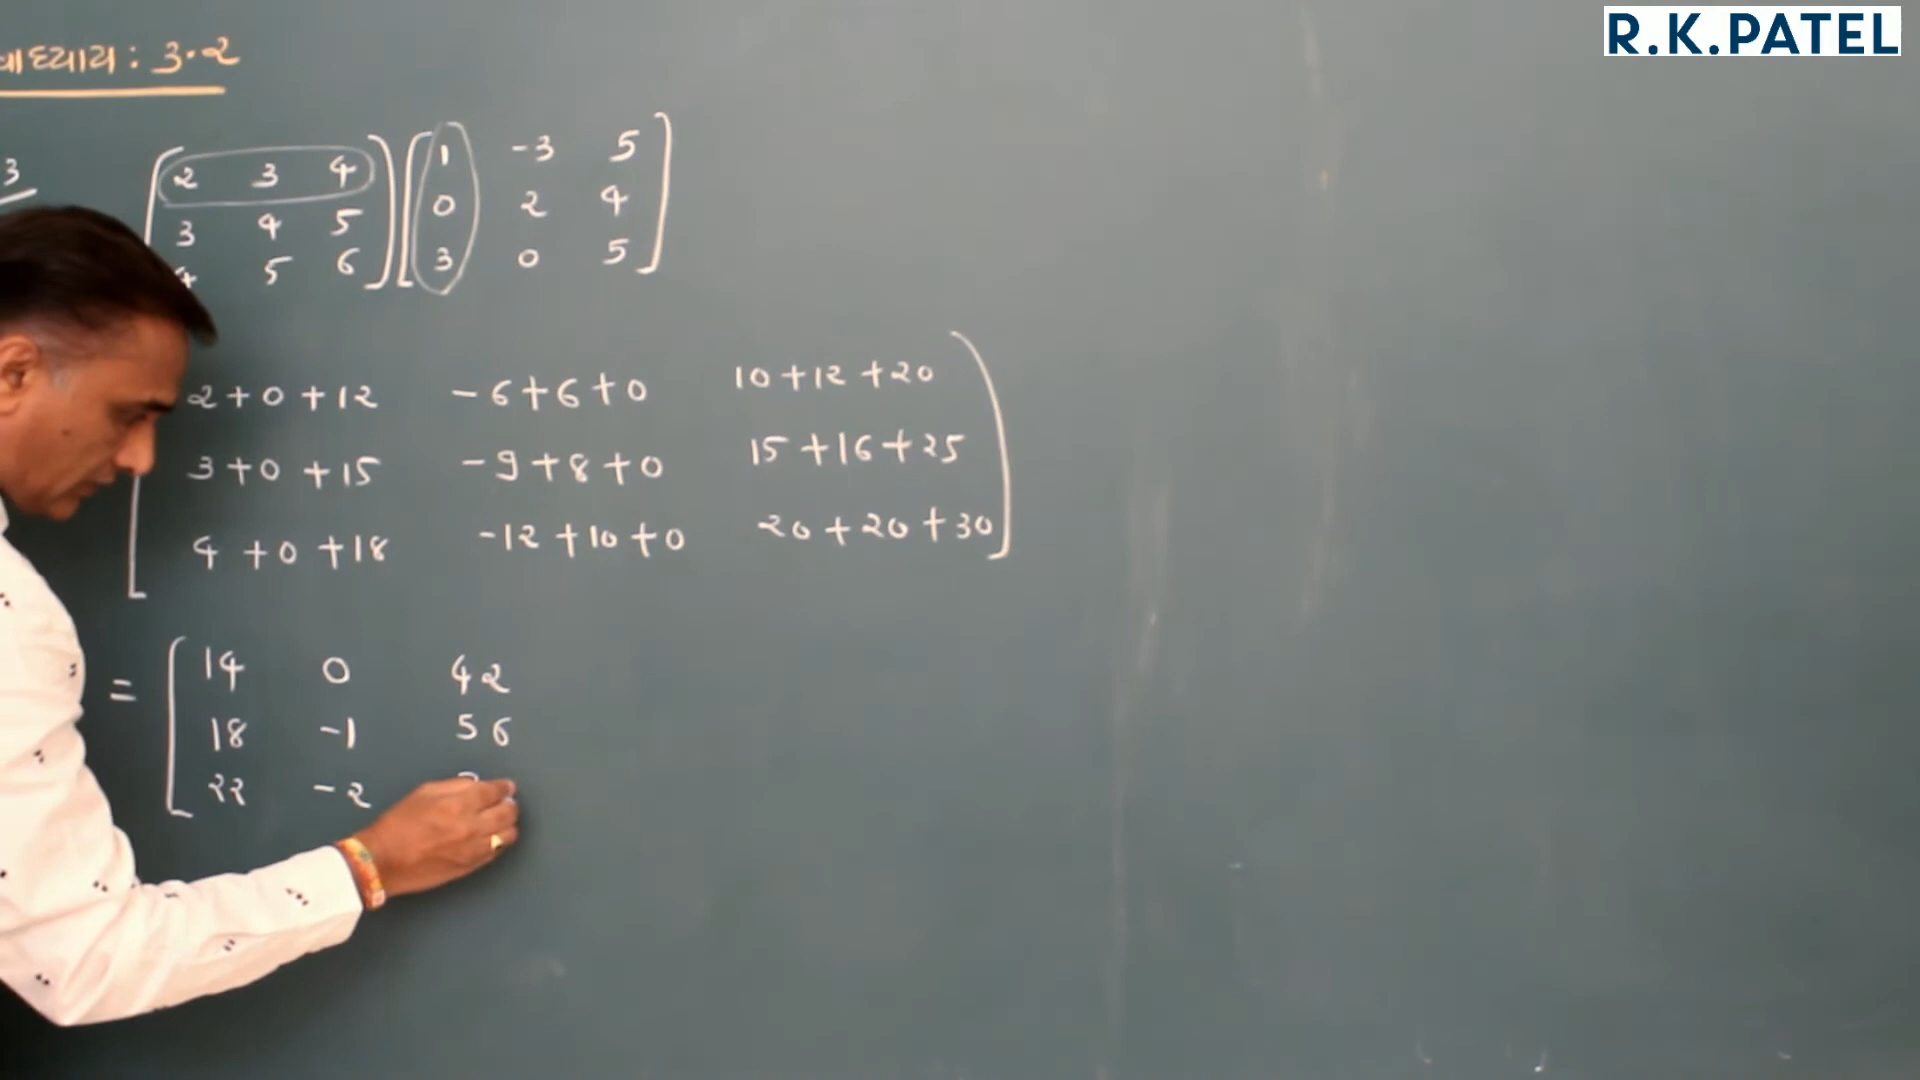 R.K.PATEL
વાધ્યાય : 3.2
3
[2 3 4 [1 -3 5
3 4 5 0 2 4
4 5 6] 3 0 5]
2+0+12 -6+6+0 10+12+20
3+0+15 -9+8+0 15+16+25
4+0+18 -12+10+0 20+20+30]
= [14 0 42
18 -1 56
22 -2